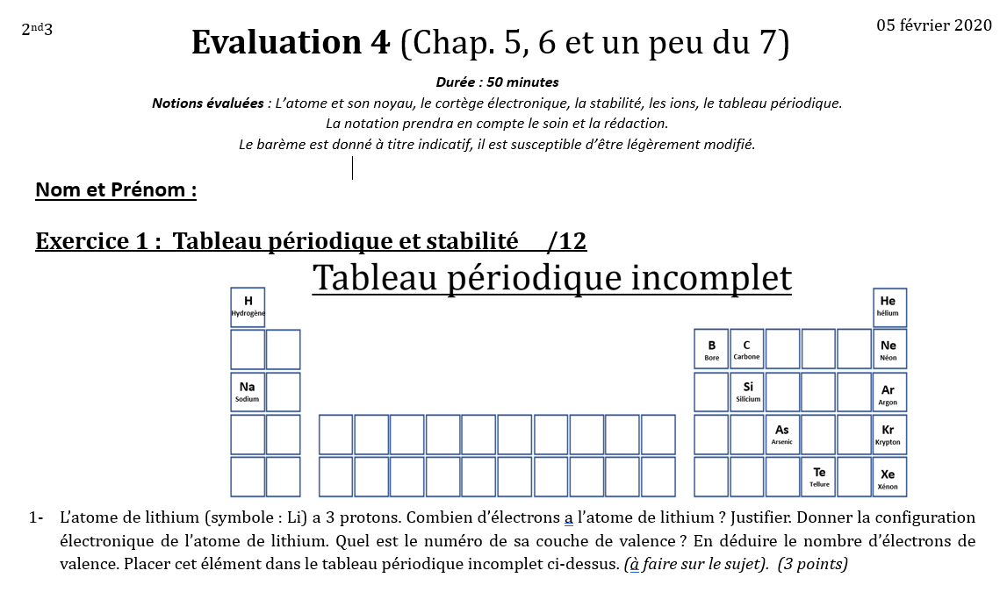 2nd3
05 février 2020
Evaluation 4 (Chap. 5, 6 et un peu du 7)
Durée : 50 minutes
Notions évaluées : L’atome et son noyau, le cortège électronique, la stabilité, les ions, le tableau périodique.
La notation prendra en compte le soin et la rédaction.
Le barème est donné à titre indicatif, il est susceptible d’être légèrement modifié.
Nom et Prénom :
Exercice 1 : Tableau périodique et stabilité /12
Tableau périodique incomplet
H
Hydrogène
He
hélium
B
Bore
C
Carbone
Ne
Néon
Na
Sodium
Si
Silicium
Ar
Argon
As
Arsenic
Kr
Krypton
Te
Tellure
Xe
Xénon
1- L’atome de lithium (symbole : Li) a 3 protons. Combien d’électrons a l’atome de lithium ? Justifier. Donner la configuration
électronique de l’atome de lithium. Quel est le numéro de sa couche de valence ? En déduire le nombre d’électrons de
valence. Placer cet élément dans le tableau périodique incomplet ci-dessus. (à faire sur le sujet). (3 points)